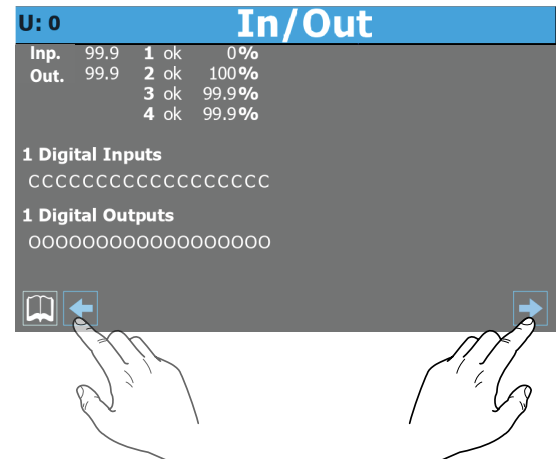 U: 0 In/Out
Inp. 99.9 1 ok 0%
Out. 99.9 2 ok 100%
3 ok 99.9%
4 ok 99.9%
1 Digital Inputs
CCCCCCCCCCCCCCCCCC
1 Digital Outputs
OOOOOOOOOOOOOOOOOO